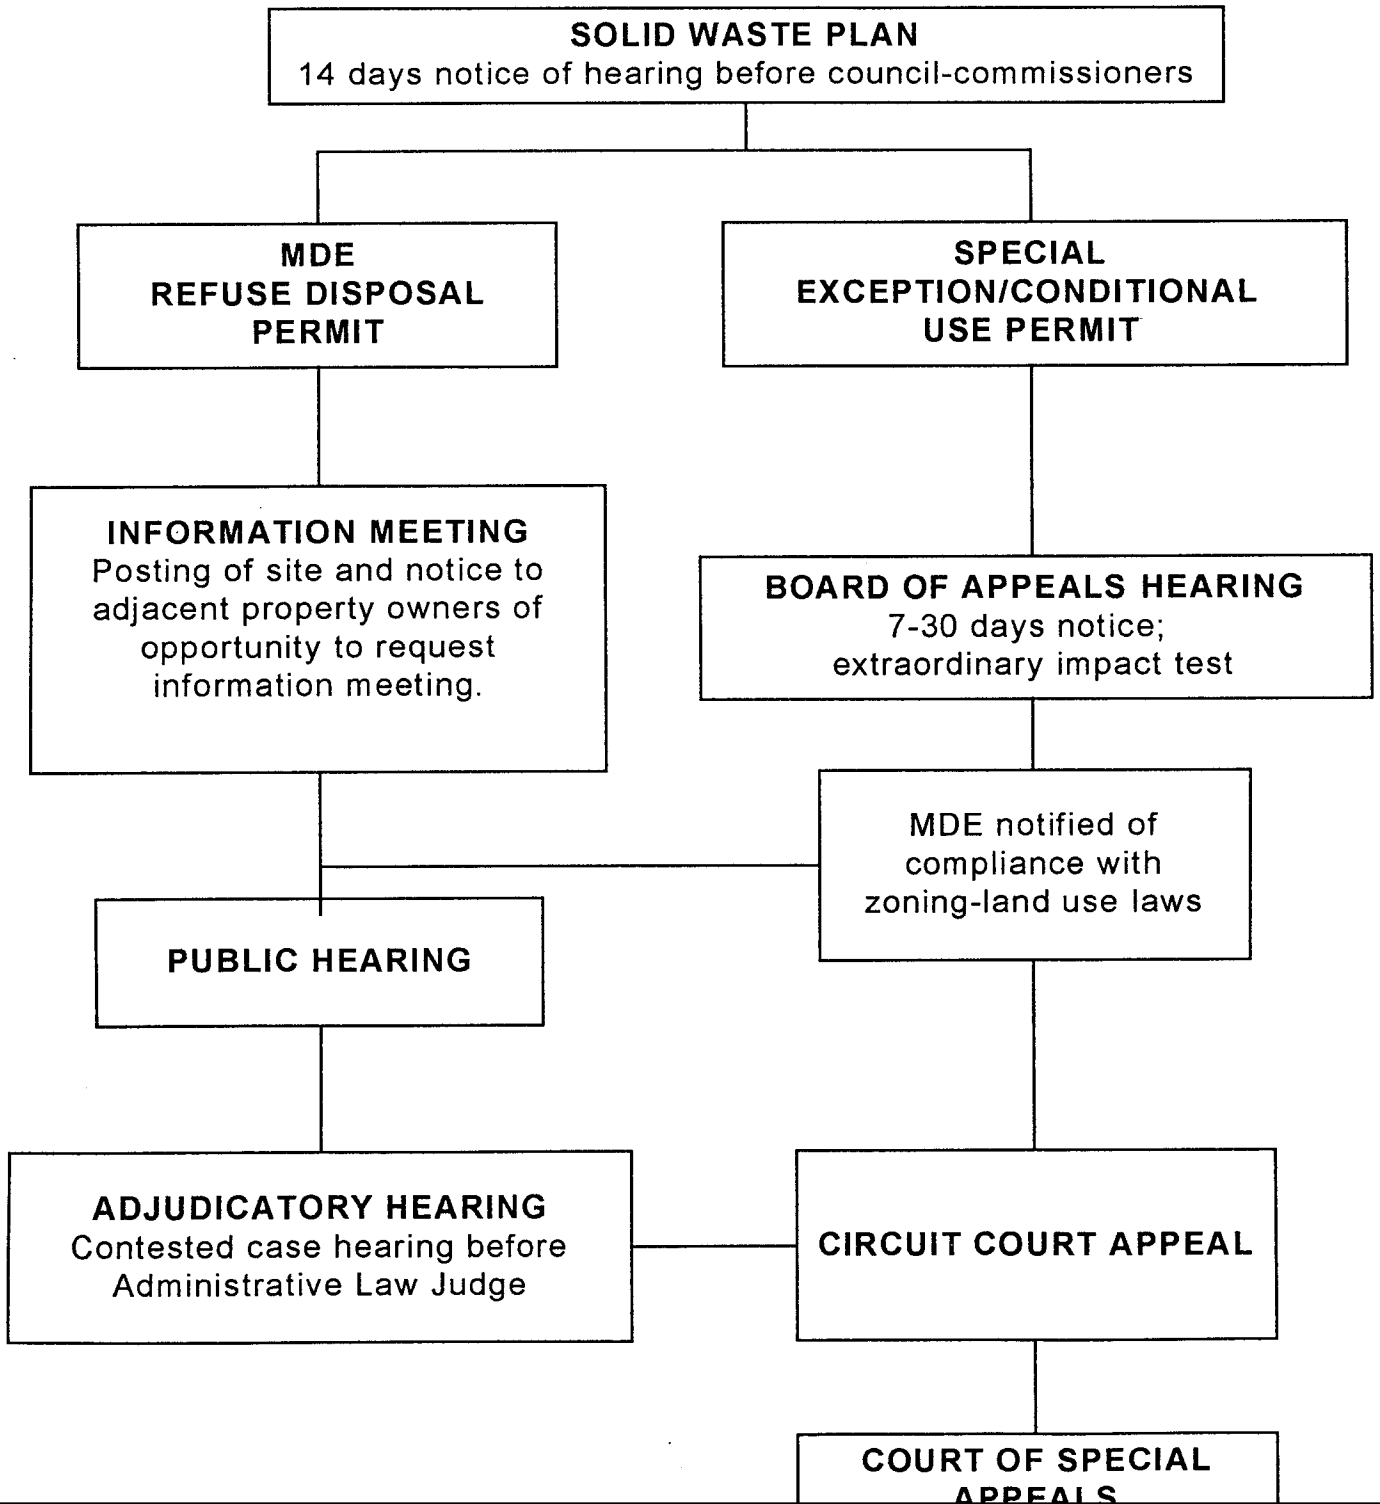 SOLID WASTE PLAN
14 days notice of hearing before council-commissioners
MDE
REFUSE DISPOSAL
PERMIT
SPECIAL
EXCEPTION/CONDITIONAL
USE PERMIT
INFORMATION MEETING
Posting of site and notice to
adjacent property owners of
opportunity to request
information meeting.
BOARD OF APPEALS HEARING
7-30 days notice;
extraordinary impact test
MDE notified of
compliance with
zoning-land use laws
PUBLIC HEARING
ADJUDICATORY HEARING
Contested case hearing before
Administrative Law Judge
CIRCUIT COURT APPEAL
COURT OF SPECIAL
APPEALS